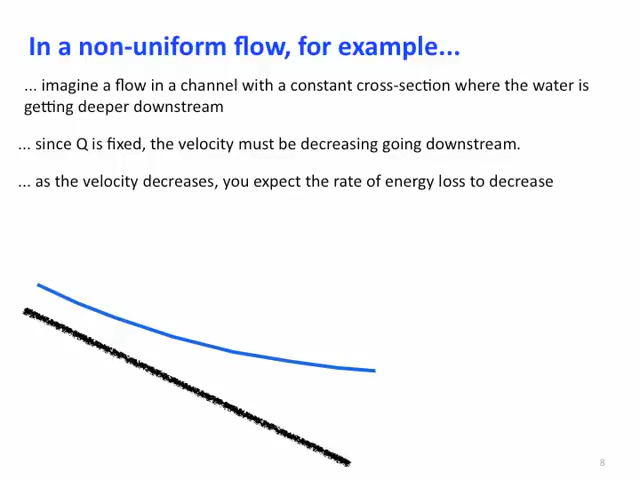 In a non-uniform flow, for example...
... imagine a flow in a channel with a constant cross-section where the water is
getting deeper downstream
... since Q is fixed, the velocity must be decreasing going downstream.
... as the velocity decreases, you expect the rate of energy loss to decrease
8